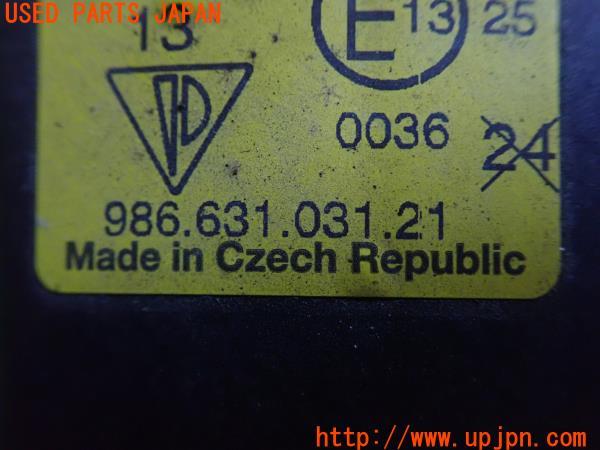 USED PARTS JAPAN
13
E 13 25
0036
24
986.631.031.21
Made in Czech Republic
UPJ
http://www.upjpn.com